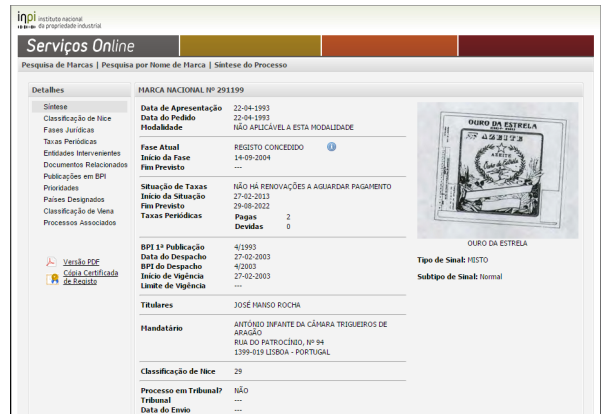 inpi instituto nacional
da propriedade industrial
Serviços Online
Pesquisa de Marcas | Pesquisa por Nome de Marca | Síntese do Processo
Detalhes
Síntese
Classificação de Nice
Fases Jurídicas
Taxas Periódicas
Entidades Intervenientes
Documentos Relacionados
Publicações em BPI
Prioridades
Países Designados
Classificação de Viena
Processos Associados
Versão PDF
Cópia Certificada
de Registo
MARCA NACIONAL Nº 291199
Data de Apresentação 22-04-1993
Data do Pedido 22-04-1993
Modalidade NÃO APLICÁVEL A ESTA MODALIDADE
Fase Atual REGISTO CONCEDIDO
Início da Fase 14-09-2004
Fim Previsto ---
Situação de Taxas NÃO HÁ RENOVAÇÕES A AGUARDAR PAGAMENTO
Início da Situação 27-02-2013
Fim Previsto 29-08-2022
Taxas Periódicas Pagas 2
Devidas 0
BPI 1ª Publicação 4/1993
Data do Despacho 27-02-2003
BPI do Despacho 4/2003
Início de Vigência 27-02-2003
Limite de Vigência ---
Titulares JOSÉ MANSO ROCHA
Mandatário ANTÓNIO INFANTE DA CÂMARA TRIGUEIROS DE
ARAGÃO
RUA DO PATROCÍNIO, Nº 94
1399-019 LISBOA - PORTUGAL
Classificação de Nice 29
Processo em Tribunal? NÃO
Tribunal ---
Data do Envio ---
OURO DA ESTRELA
AZEITE
AZEITE
Ouro da Estrela
OURO DA ESTRELA
Tipo de Sinal: MISTO
Subtipo de Sinal: Normal